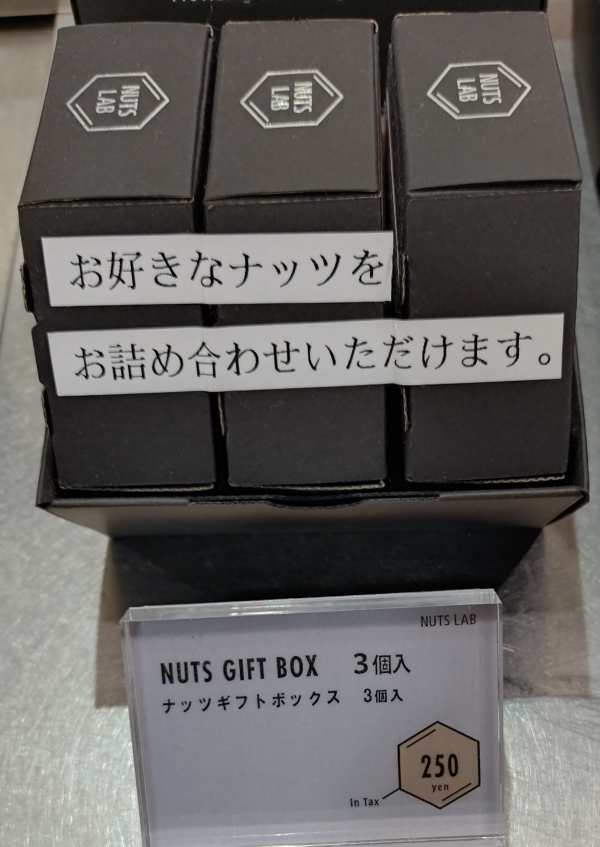 NUTS
LAB
NUTS
LAB
NUTS
LAB
お好きなナッツを
お詰め合わせいただけます。
NUTS LAB
NUTS GIFT BOX 3個入
ナッツギフトボックス 3個入
250
yen
In Tax